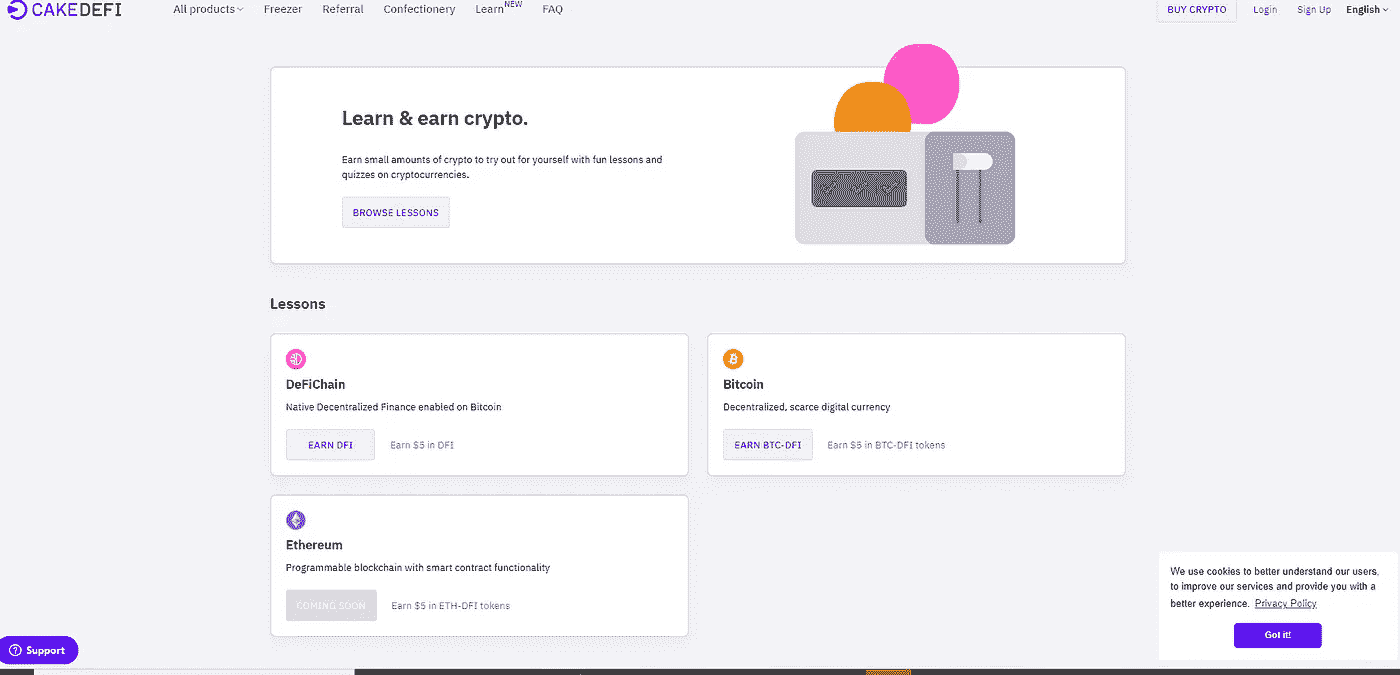 CAKEDEFI
All products
Freezer
Referral
Confectionery
Learn NEW
FAQ
BUY CRYPTO
Login
Sign Up
English
Learn & earn crypto.
Earn small amounts of crypto to try out for yourself with fun lessons and
quizzes on cryptocurrencies.
BROWSE LESSONS
Lessons
DeFiChain
Native Decentralized Finance enabled on Bitcoin
EARN DFI
Earn $5 in DFI
Bitcoin
Decentralized, scarce digital currency
EARN BTC-DFI
Earn $5 in BTC-DFI tokens
Ethereum
Programmable blockchain with smart contract functionality
COMING SOON
Earn $5 in ETH-DFI tokens
We use cookies to better understand our users,
to improve our services and provide you with a
better experience. Privacy Policy
Got it!
Support